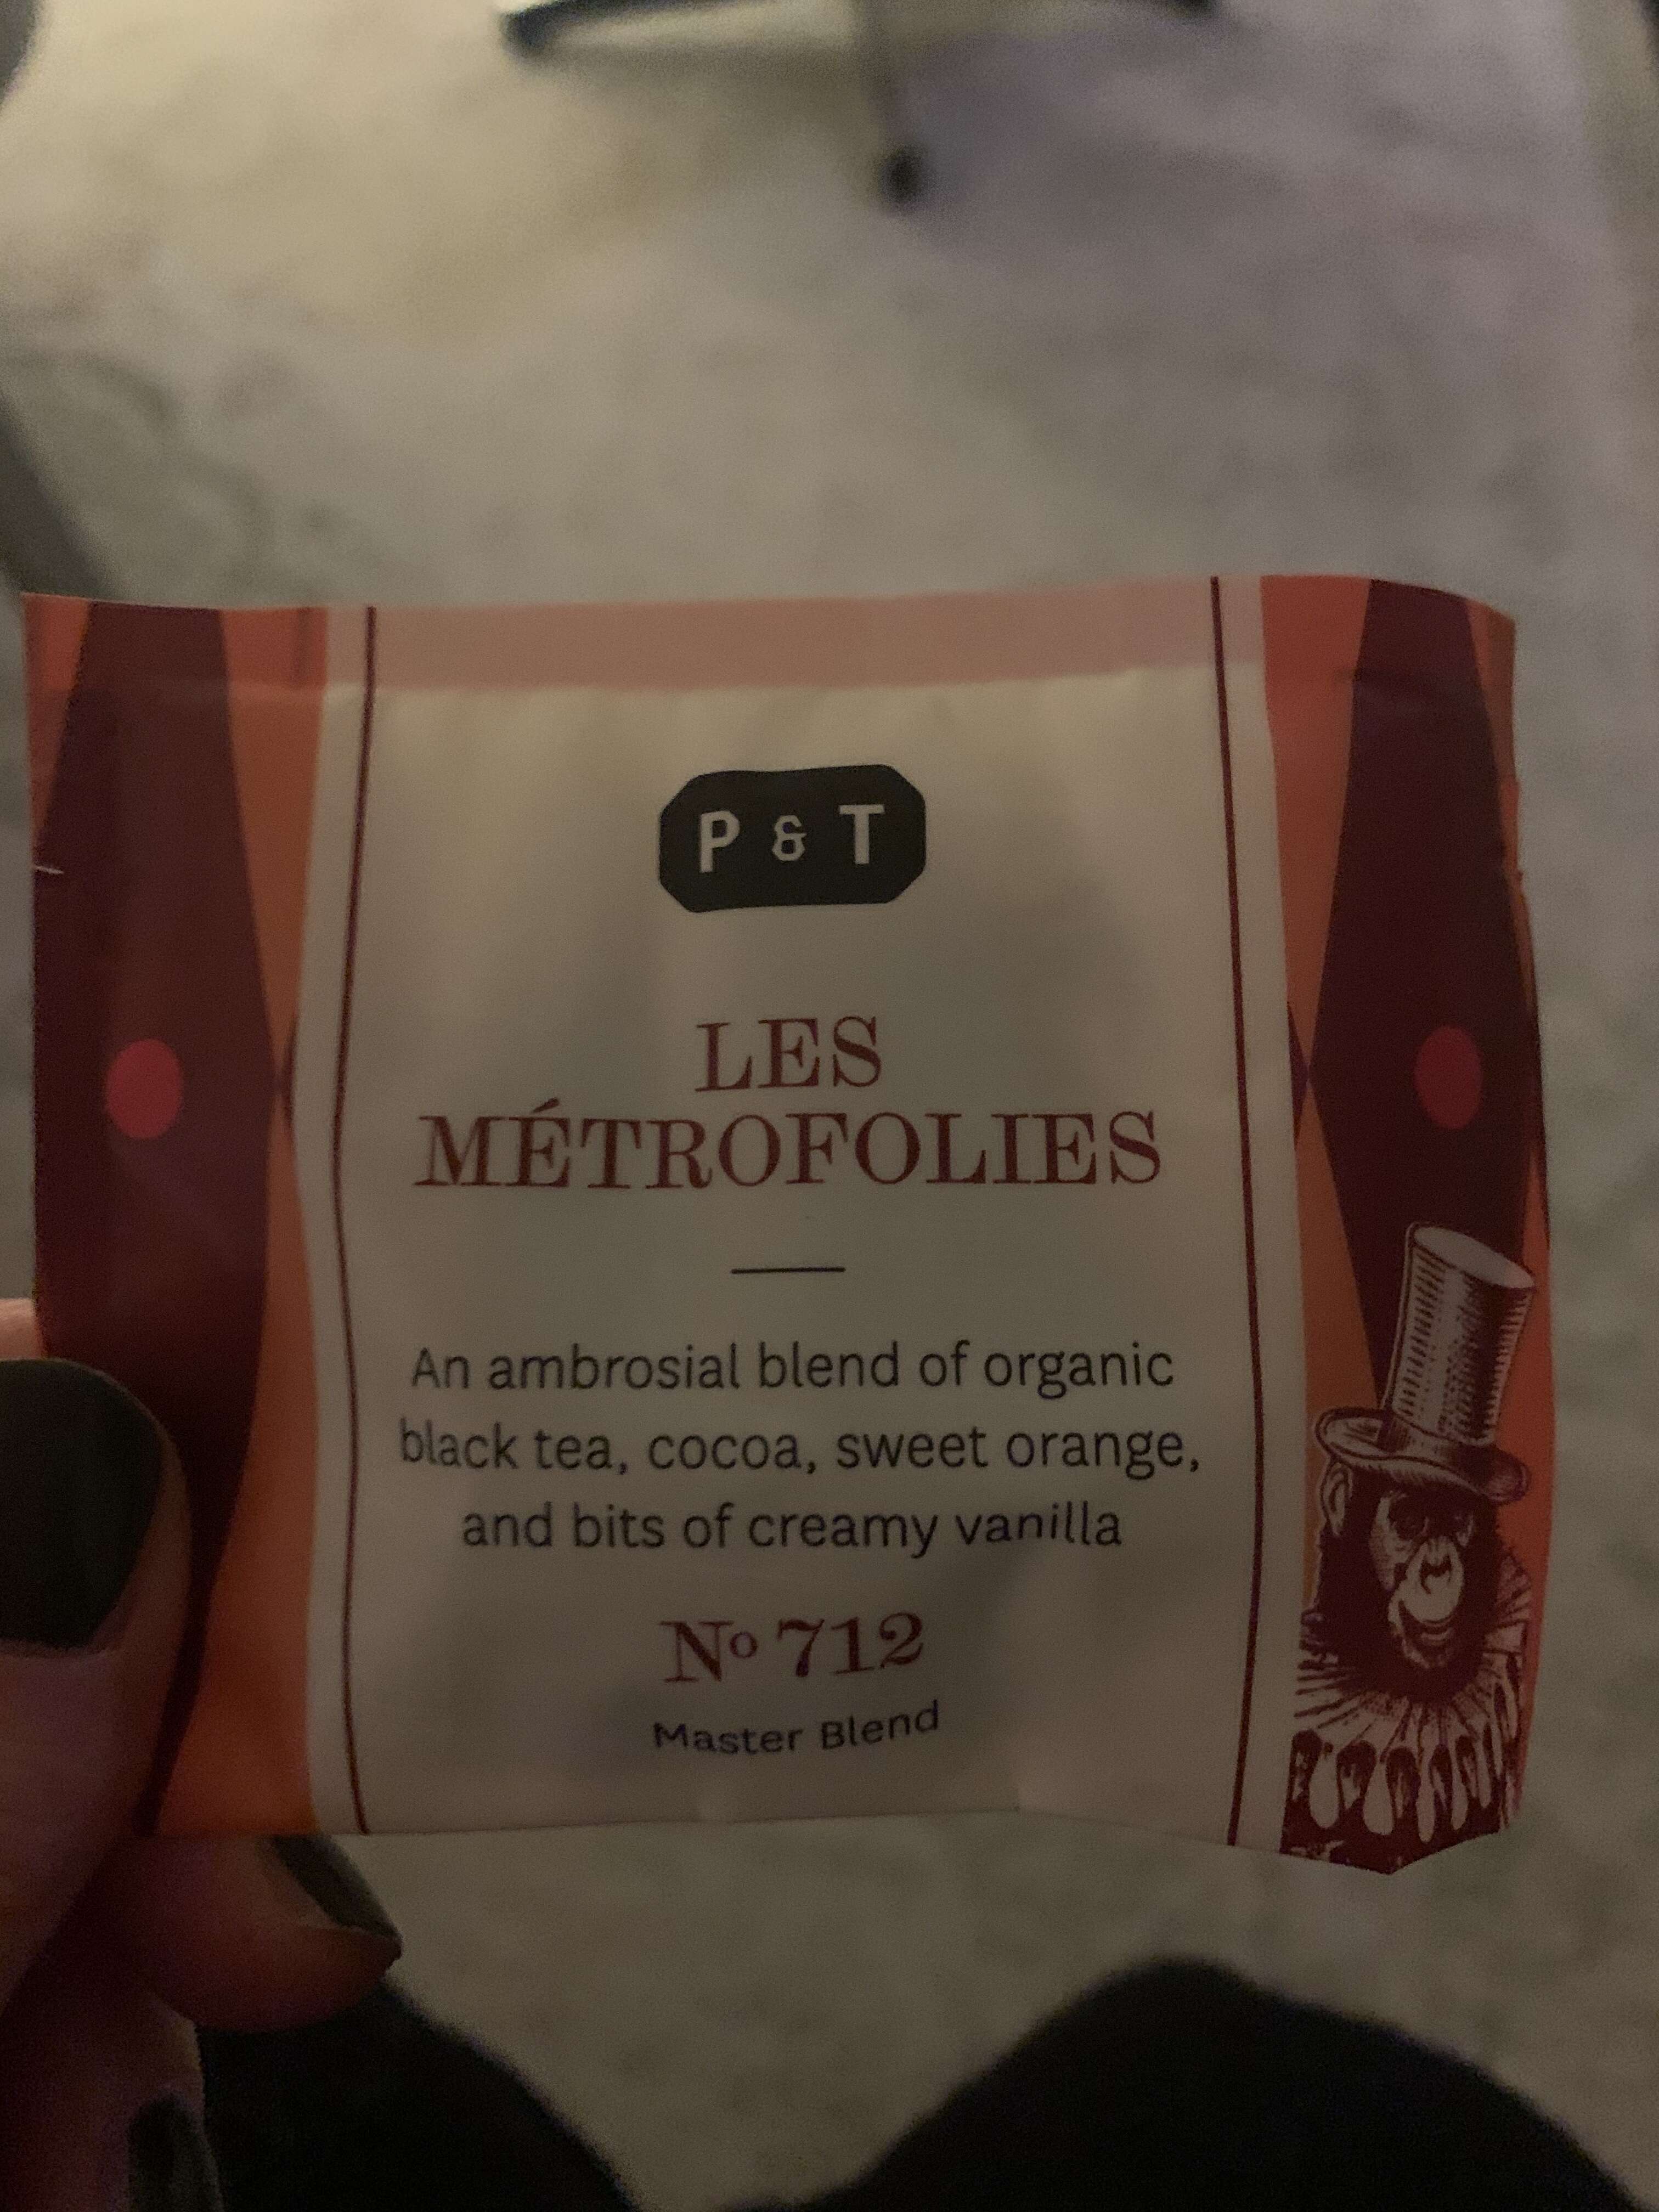 P & T
LES
MÉTROFOLIES
An ambrosial blend of organic
black tea, cocoa, sweet orange,
and bits of creamy vanilla
Nº 712
Master Blend